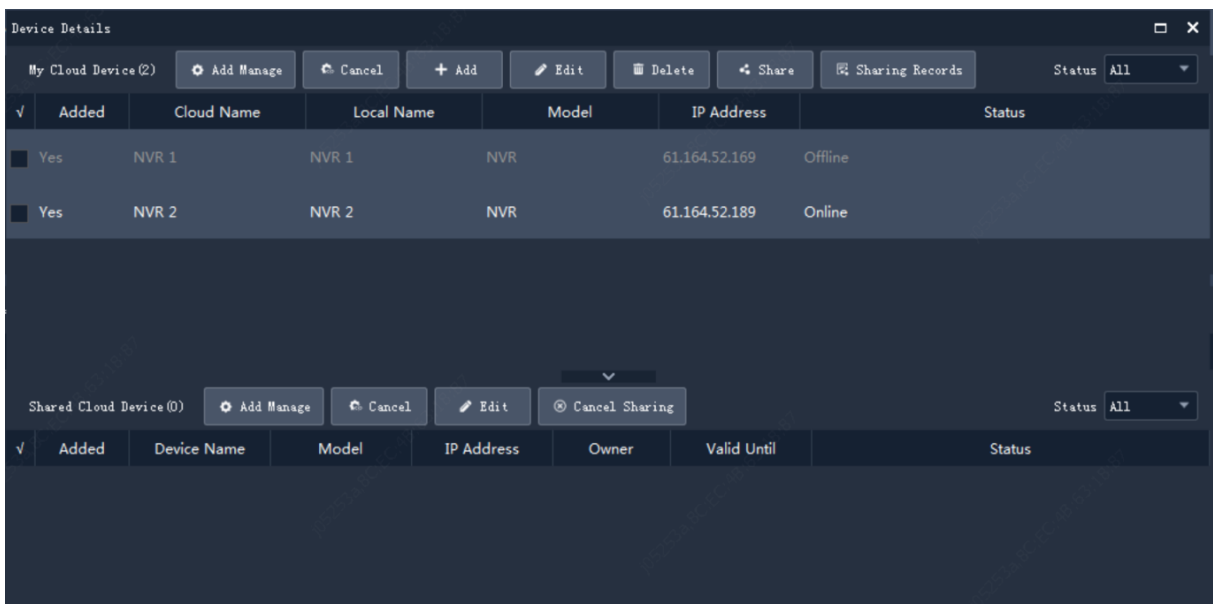 Device Details
My Cloud Device(2) Add Manage Cancel Add Edit Delete Share Sharing Records Status All
√ Added Cloud Name Local Name Model IP Address Status
Yes NVR 1 NVR 1 NVR 61.164.52.169 Offline
Yes NVR 2 NVR 2 NVR 61.164.52.189 Online
Shared Cloud Device(0) Add Manage Cancel Edit Cancel Sharing Status All
√ Added Device Name Model IP Address Owner Valid Until Status